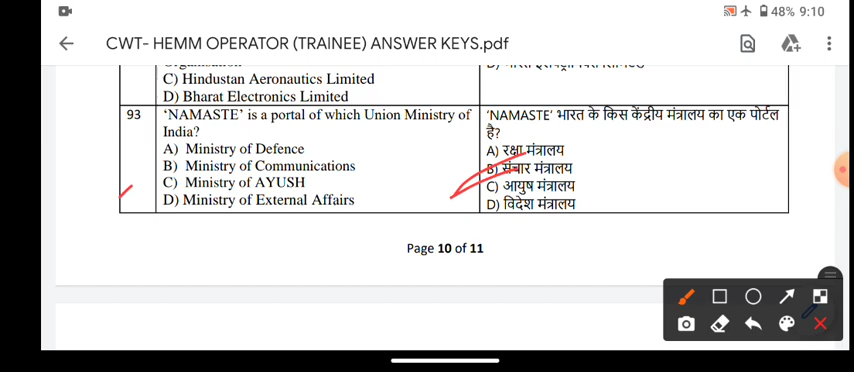 48% 9:10
CWT- HEMM OPERATOR (TRAINEE) ANSWER KEYS.pdf
C) Hindustan Aeronautics Limited
D) Bharat Electronics Limited
93
‘NAMASTE’ is a portal of which Union Ministry of
India?
A) Ministry of Defence
B) Ministry of Communications
C) Ministry of AYUSH
D) Ministry of External Affairs
‘NAMASTE’ भारत के किस केंद्रीय मंत्रालय का एक पोर्टल
है?
A) रक्षा मंत्रालय
B) संचार मंत्रालय
C) आयुष मंत्रालय
D) विदेश मंत्रालय
Page 10 of 11